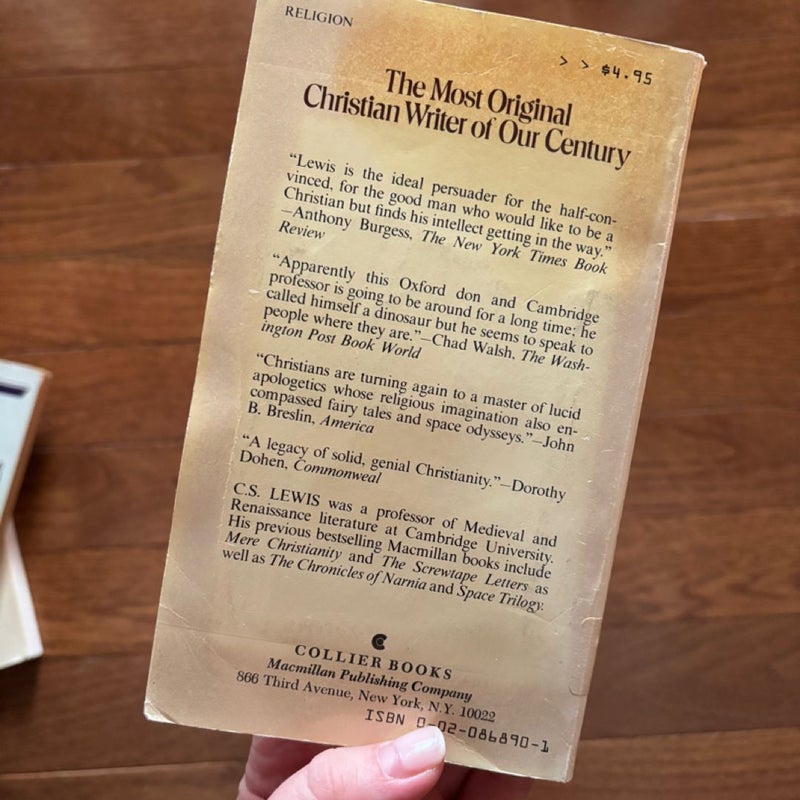 RELIGION
> > $4.95
The Most Original
Christian Writer of Our Century
“Lewis is the ideal persuader for the half-con-
vinced, for the good man who would like to be a
Christian but finds his intellect getting in the way.”
—Anthony Burgess, The New York Times Book
Review
“Apparently this Oxford don and Cambridge
professor is going to be around for a long time; he
called himself a dinosaur but he seems to speak to
people where they are.”—Chad Walsh, The Wash-
ington Post Book World
“Christians are turning again to a master of lucid
apologetics whose religious imagination also en-
compassed fairy tales and space odysseys.”—John
B. Breslin, America
“A legacy of solid, genial Christianity.”—Dorothy
Dohen, Commonweal
C.S. LEWIS was a professor of Medieval and
Renaissance literature at Cambridge University.
His previous bestselling Macmillan books include
Mere Christianity and The Screwtape Letters as
well as The Chronicles of Narnia and Space Trilogy.
COLLIER BOOKS
Macmillan Publishing Company
866 Third Avenue, New York, N.Y. 10022
ISBN 0-02-086890-1